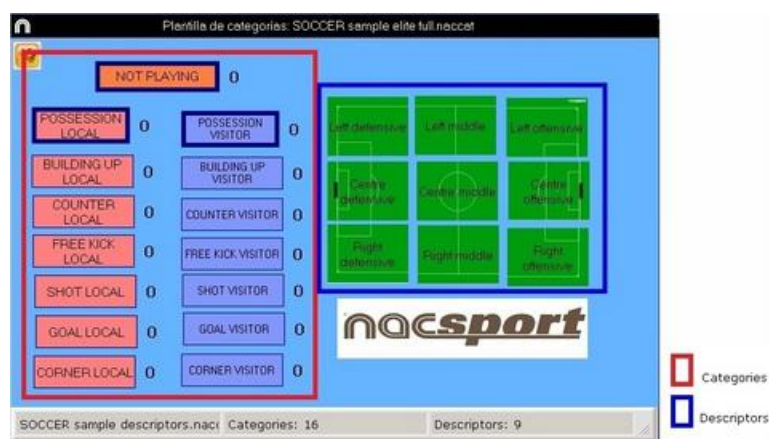 Plantilla de categorias: SOCCER sample elite full.naccat
NOT PLAYING 0
POSSESSION
LOCAL
0
POSSESSION
VISITOR
0
BUILDING UP
LOCAL
0
BUILDING UP
VISITOR
0
COUNTER
LOCAL
0
COUNTER VISITOR 0
FREE KICK
LOCAL
0
FREE KICK VISITOR 0
SHOT LOCAL 0
SHOT VISITOR 0
GOAL LOCAL 0
GOAL VISITOR 0
CORNER LOCAL 0
CORNER VISITOR 0
Left defensive Left middle Left offensive
Centre
defensive
Centre middle
Centre
offensive
Right
defensive
Right middle
Right
offensive
nacsport
Categories
Descriptors
SOCCER sample descriptors.nacc Categories: 16 Descriptors: 9